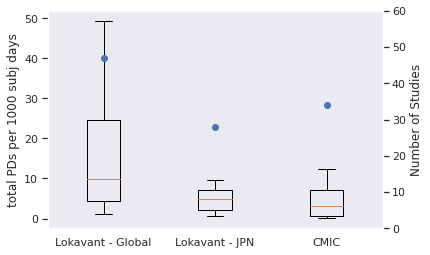 total PDs per 1000 subj days
50
40
30
20
10
0
60
50
40
30
20
10
0
Number of Studies
Lokavant - Global
Lokavant - JPN
CMIC